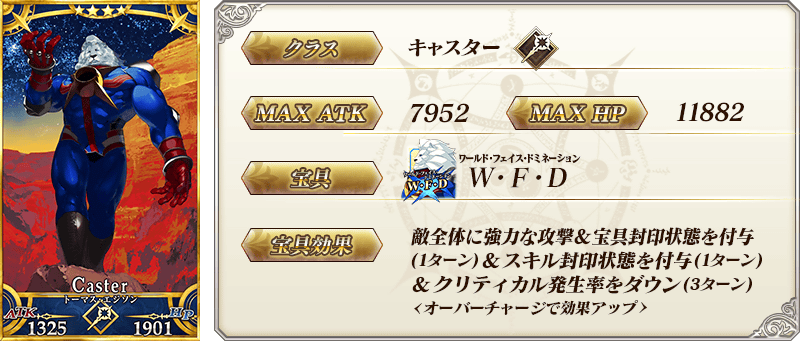 Caster
トーマス・エジソン
ATK
HP
1325
1901
クラス
キャスター
MAX ATK
7952
MAX HP
11882
宝具
ワールド・フェイス・ドミネーション
W・F・D
W・F・D
宝具効果
敵全体に強力な攻撃&宝具封印状態を付与
(1ターン)&スキル封印状態を付与(1ターン)
&クリティカル発生率をダウン(3ターン)
<オーバーチャージで効果アップ>